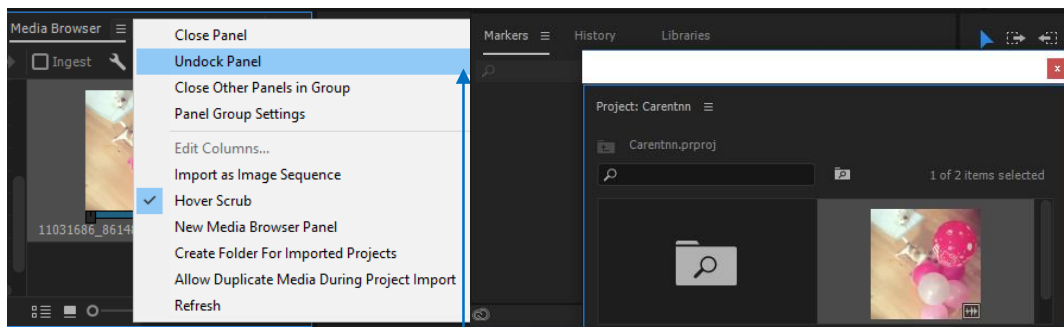 Media Browser
Ingest
11031686_8614
Close Panel
Undock Panel
Close Other Panels in Group
Panel Group Settings
Edit Columns...
Import as Image Sequence
Hover Scrub
New Media Browser Panel
Create Folder For Imported Projects
Allow Duplicate Media During Project Import
Refresh
Markers History Libraries
Project: Carentnn
Carentnn.prproj
1 of 2 items selected